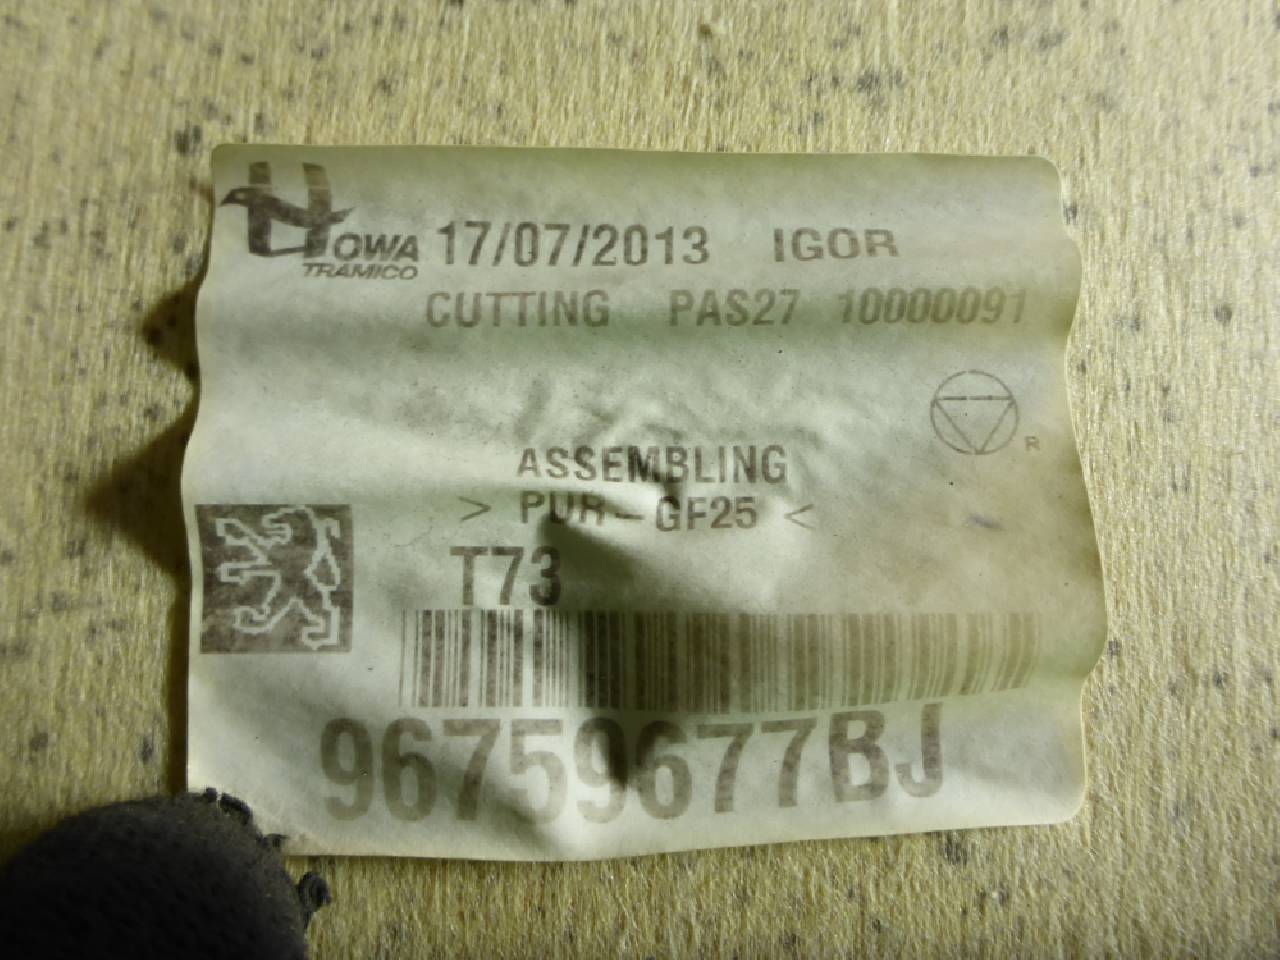 HOWA 17/07/2013 IGOR
TRAMICO
CUTTING PAS27 10000091
R
ASSEMBLING
> PUR-GF25 <
T73
96759677BJ